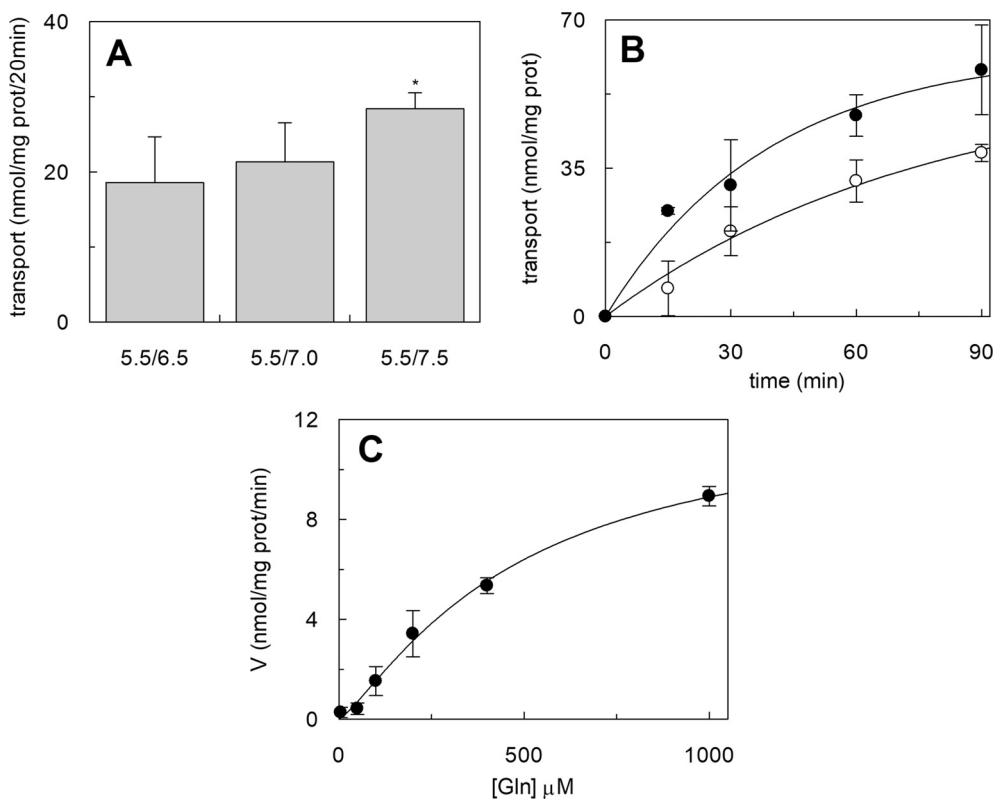 A
transport (nmol/mg prot/20min)
40
20
0
*
5.5/6.5
5.5/7.0
5.5/7.5
B
transport (nmol/mg prot)
70
35
0
0
30
60
90
time (min)
C
V (nmol/mg prot/min)
12
8
4
0
0
500
1000
[Gln] μM